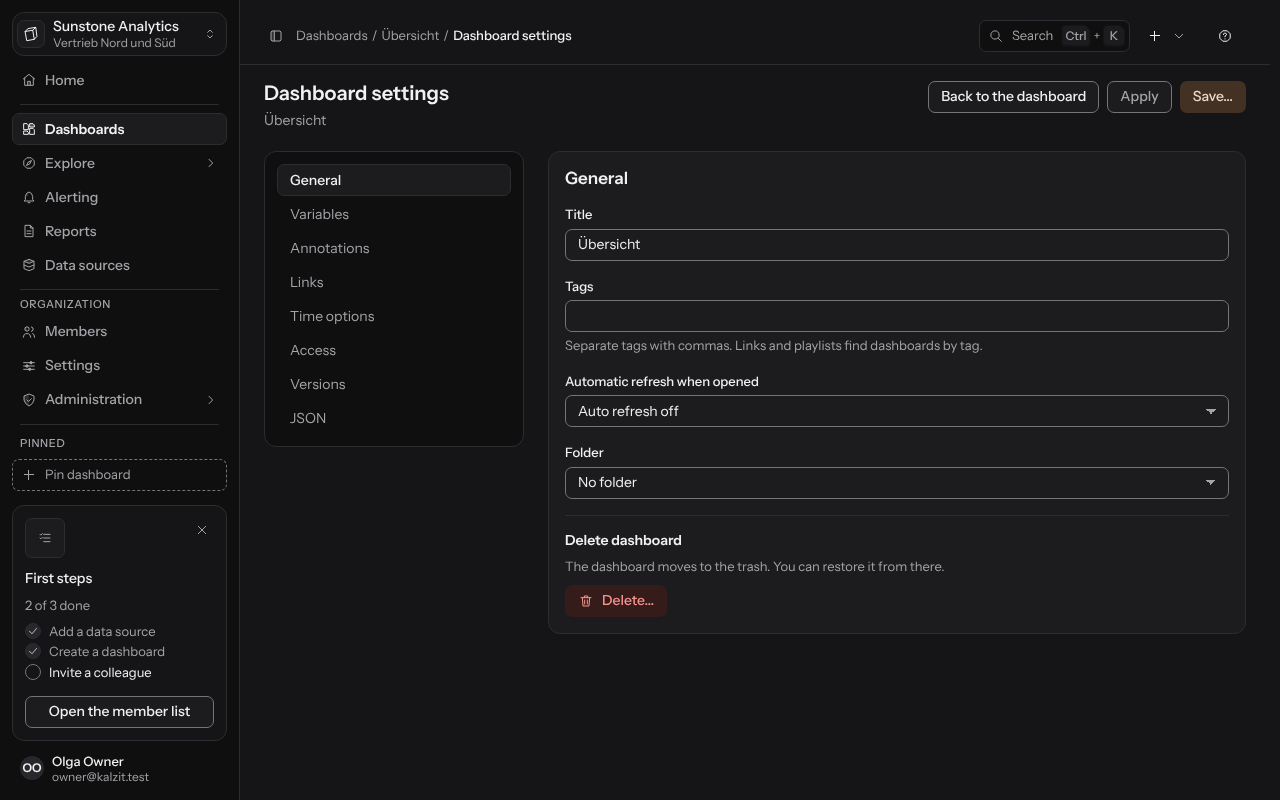 Sunstone Analytics
Vertrieb Nord und Süd
Home
Dashboards
Explore
Alerting
Reports
Data sources
ORGANIZATION
Members
Settings
Administration
PINNED
Pin dashboard
First steps
2 of 3 done
Add a data source
Create a dashboard
Invite a colleague
Open the member list
OO
Olga Owner
owner@kalzit.test
Dashboards / Übersicht / Dashboard settings
Search Ctrl + K
Dashboard settings
Übersicht
Back to the dashboard
Apply
Save...
General
Variables
Annotations
Links
Time options
Access
Versions
JSON
General
Title
Übersicht
Tags
Separate tags with commas. Links and playlists find dashboards by tag.
Automatic refresh when opened
Auto refresh off
Folder
No folder
Delete dashboard
The dashboard moves to the trash. You can restore it from there.
Delete...